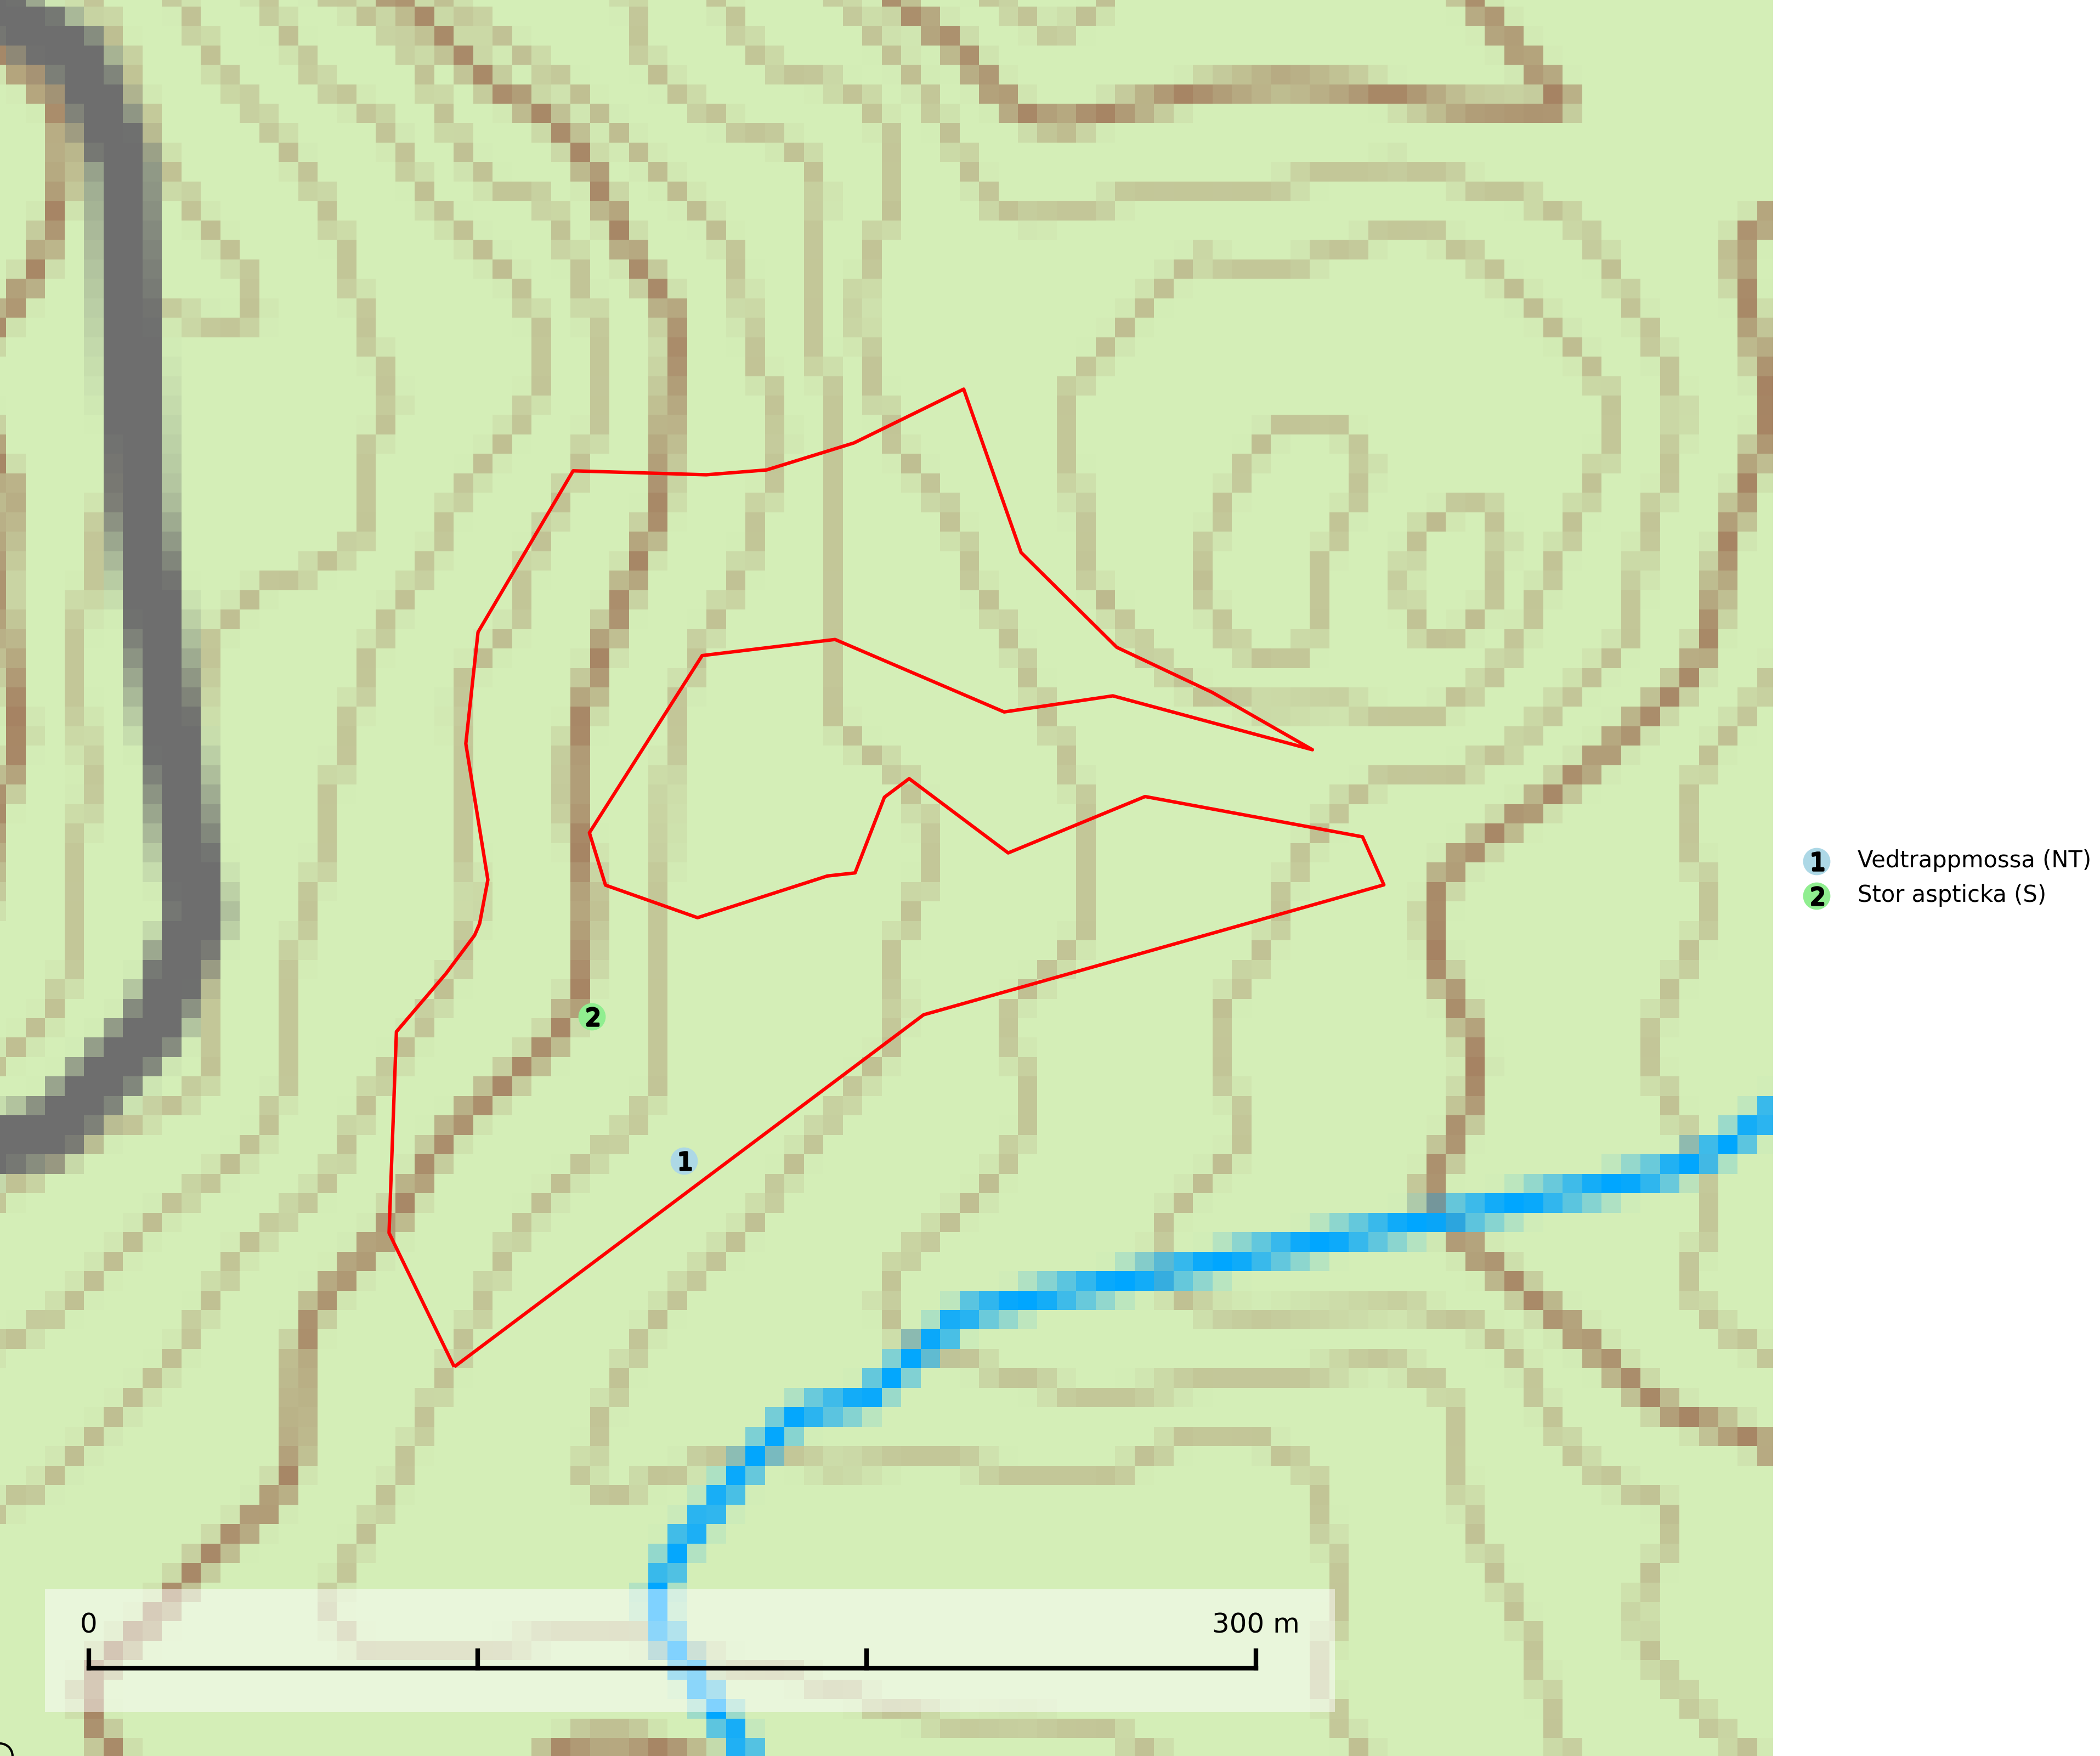 1 Vedtrappmossa (NT)
2 Stor aspticka (S)
2
1
0 300 m